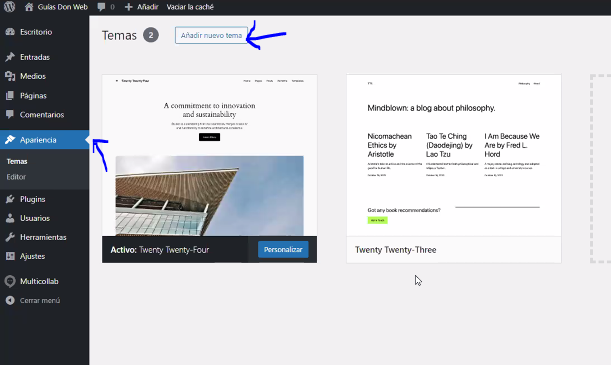 Guías Don Web
0
Añadir
Vaciar la caché
Escritorio
Entradas
Medios
Páginas
Comentarios
Apariencia
Temas
Editor
Plugins
Usuarios
Herramientas
Ajustes
Multicollab
Cerrar menú
Temas 2
Añadir nuevo tema
Twenty Twenty-Four
A commitment to innovation
and sustainability
Activo: Twenty Twenty-Four
Personalizar
Mindblown: a blog about philosophy.
Nicomachean
Ethics by
Aristotle
Tao Te Ching
(Daodejing) by
Lao Tzu
I Am Because We
Are by Fred L.
Hord
Got any book recommendations?
Twenty Twenty-Three